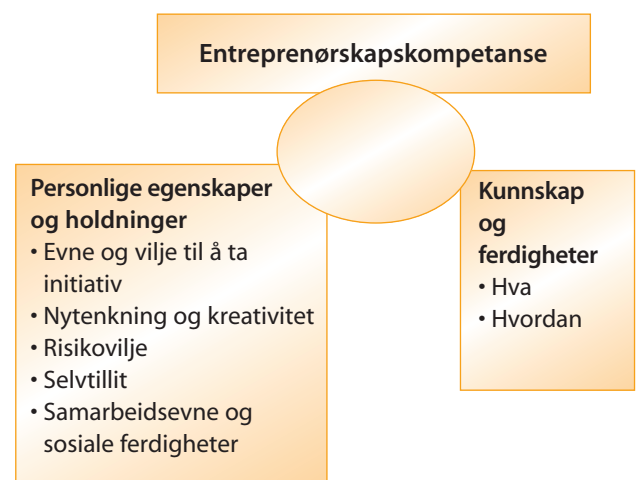 Entreprenørskapskompetanse
Personlige egenskaper
og holdninger
• Evne og vilje til å ta
initiativ
• Nytenkning og kreativitet
• Risikovilje
• Selvtillit
• Samarbeidsevne og
sosiale ferdigheter
Kunnskap
og
ferdigheter
• Hva
• Hvordan